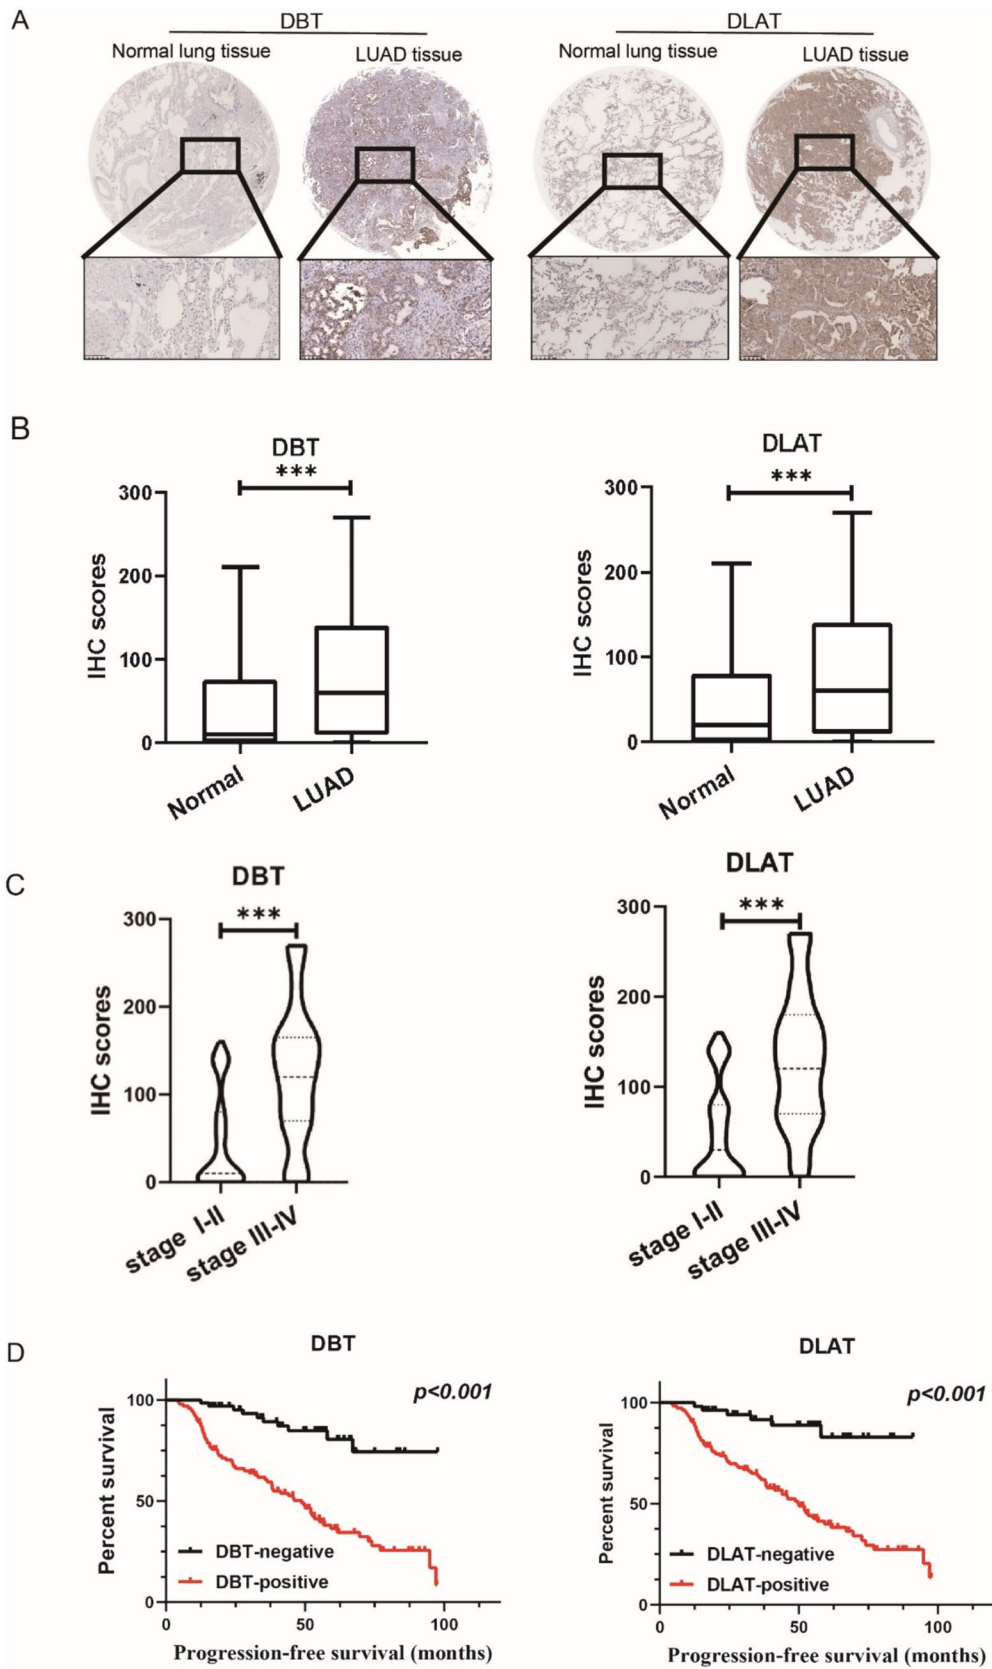 A
DBT
DLAT
Normal lung tissue
LUAD tissue
Normal lung tissue
LUAD tissue
B
DBT
***
300
200
100
0
IHC scores
Normal
LUAD
DLAT
***
300
200
100
0
IHC scores
Normal
LUAD
C
DBT
***
300
200
100
0
IHC scores
stage I-II
stage III-IV
DLAT
***
300
200
100
0
IHC scores
stage I-II
stage III-IV
D
DBT
p<0.001
100
50
0
Percent survival
DBT-negative
DBT-positive
0
50
100
Progression-free survival (months)
DLAT
p<0.001
100
50
0
Percent survival
DLAT-negative
DLAT-positive
0
50
100
Progression-free survival (months)